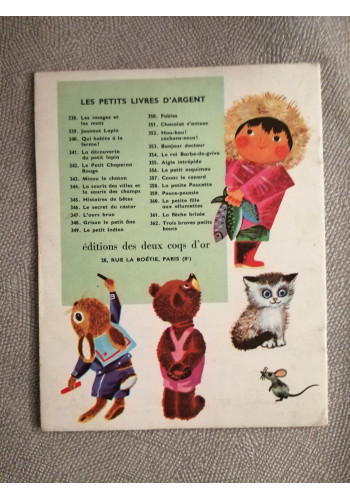 LES PETITS LIVRES D'ARGENT
338. Les images et
les mots
339. Jeannot Lapin
340. Qui habite à la
ferme?
341. La découverte
du petit lapin
342. Le Petit Chaperon
Rouge
343. Minou le chaton
344. La souris des villes et
la souris des champs
345. Histoires de bêtes
346. Le secret du castor
347. L'ours brun
348. Grison le petit âne
349. Le petit Indien
350. Fables
351. Chocolat s'amuse
352. Hou-hou!
cachons-nous!
353. Bonjour docteur
354. Le roi Barbe-de-grive
355. Aigle intrépide
356. Le petit esquimau
357. Couac le canard
358. La petite Poucette
359. Pouce-poussin
360. La petite fille
aux allumettes
361. La flèche brisée
362. Trois braves petits
boucs
éditions des deux coqs d'or
28, RUE LA BOÉTIE, PARIS (8e)